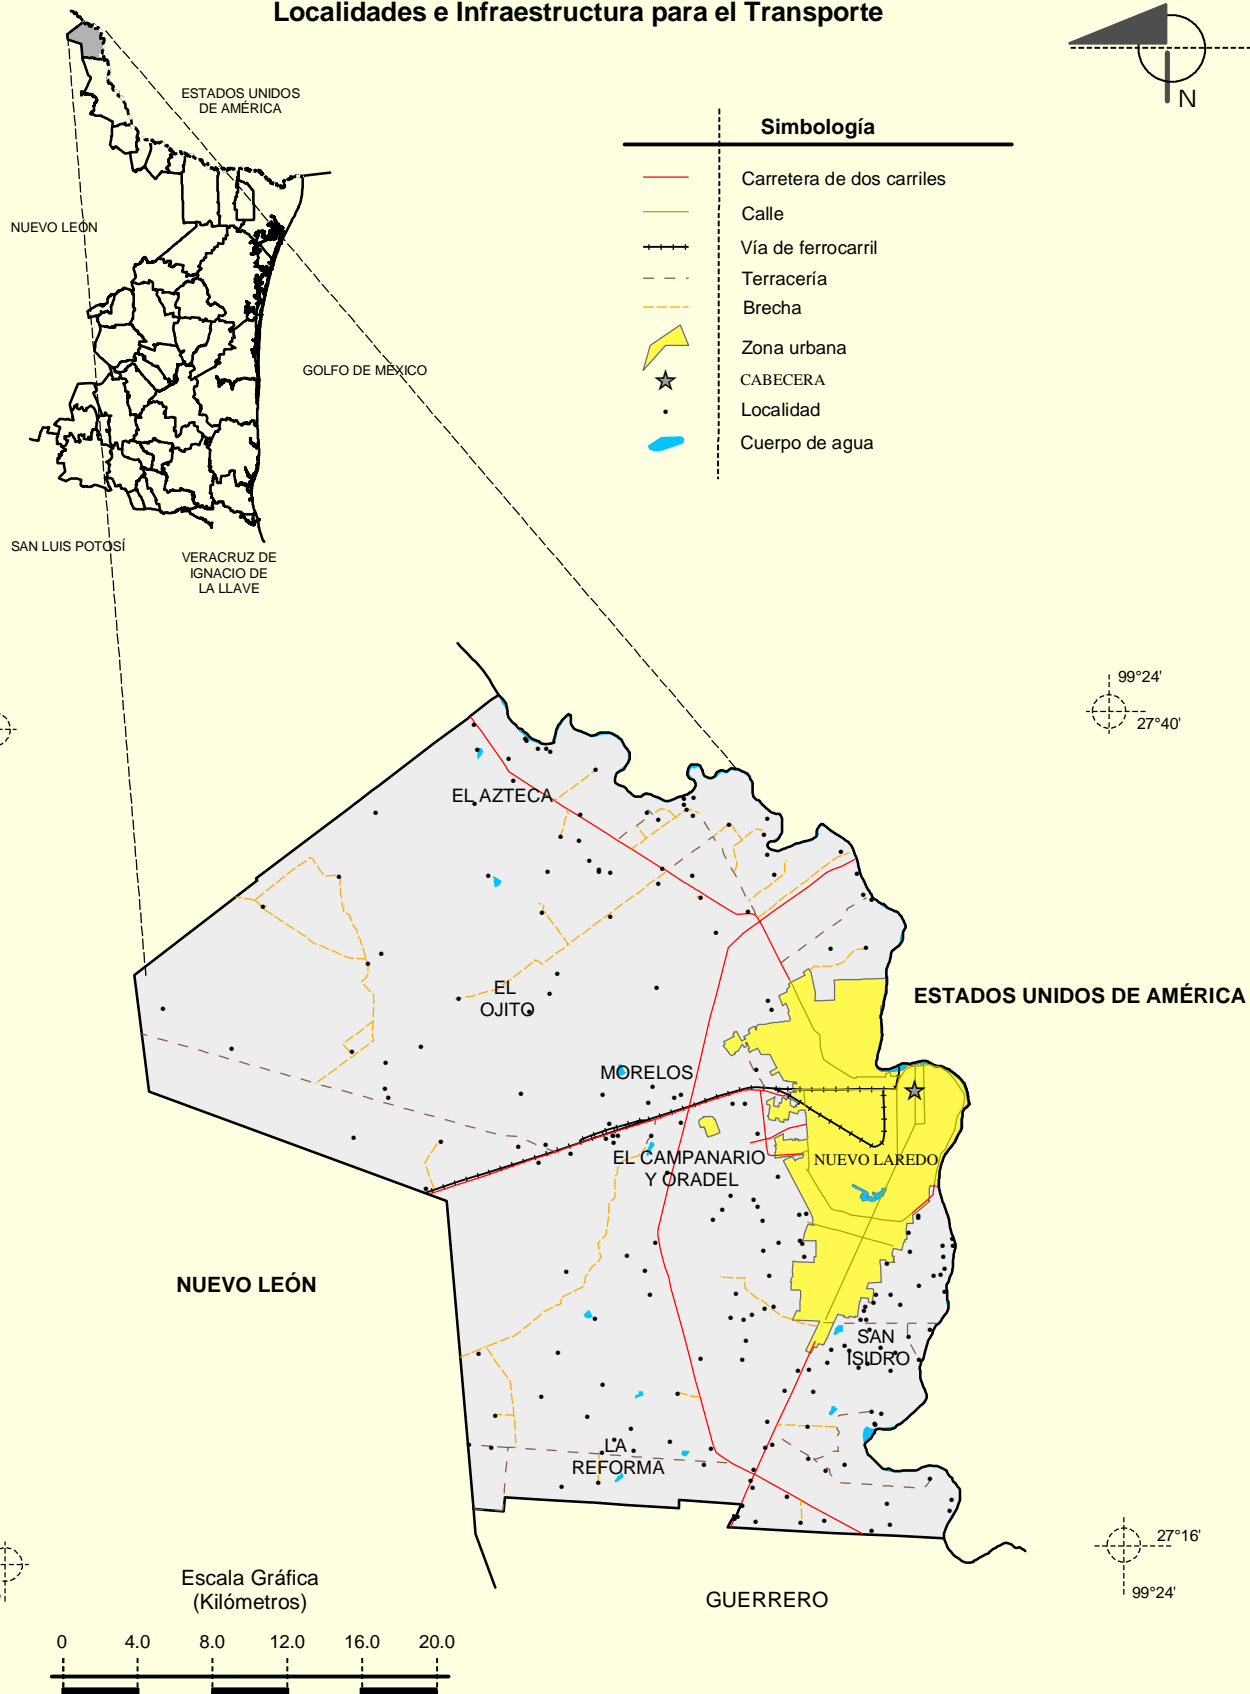 Localidades e Infraestructura para el Transporte
N
ESTADOS UNIDOS
DE AMÉRICA
NUEVO LEÓN
GOLFO DE MÉXICO
SAN LUIS POTOSÍ
VERACRUZ DE
IGNACIO DE
LA LLAVE
Simbología
Carretera de dos carriles
Calle
Vía de ferrocarril
Terracería
Brecha
Zona urbana
CABECERA
Localidad
Cuerpo de agua
99°24'
27°40'
EL AZTECA
EL
OJITO
ESTADOS UNIDOS DE AMÉRICA
MORELOS
EL CAMPANARIO
Y ORADEL
NUEVO LAREDO
NUEVO LEÓN
SAN
ISIDRO
LA
REFORMA
27°16'
99°24'
GUERRERO
Escala Gráfica
(Kilómetros)
0 4.0 8.0 12.0 16.0 20.0